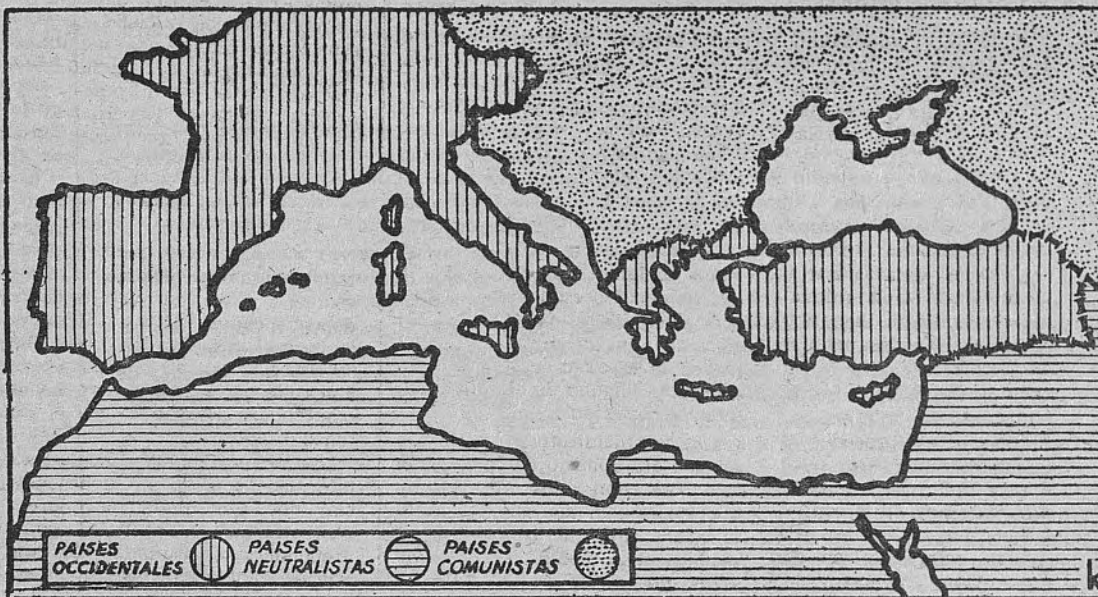 PAISES
OCCIDENTALES
PAISES
NEUTRALISTAS
PAISES
COMUNISTAS
k